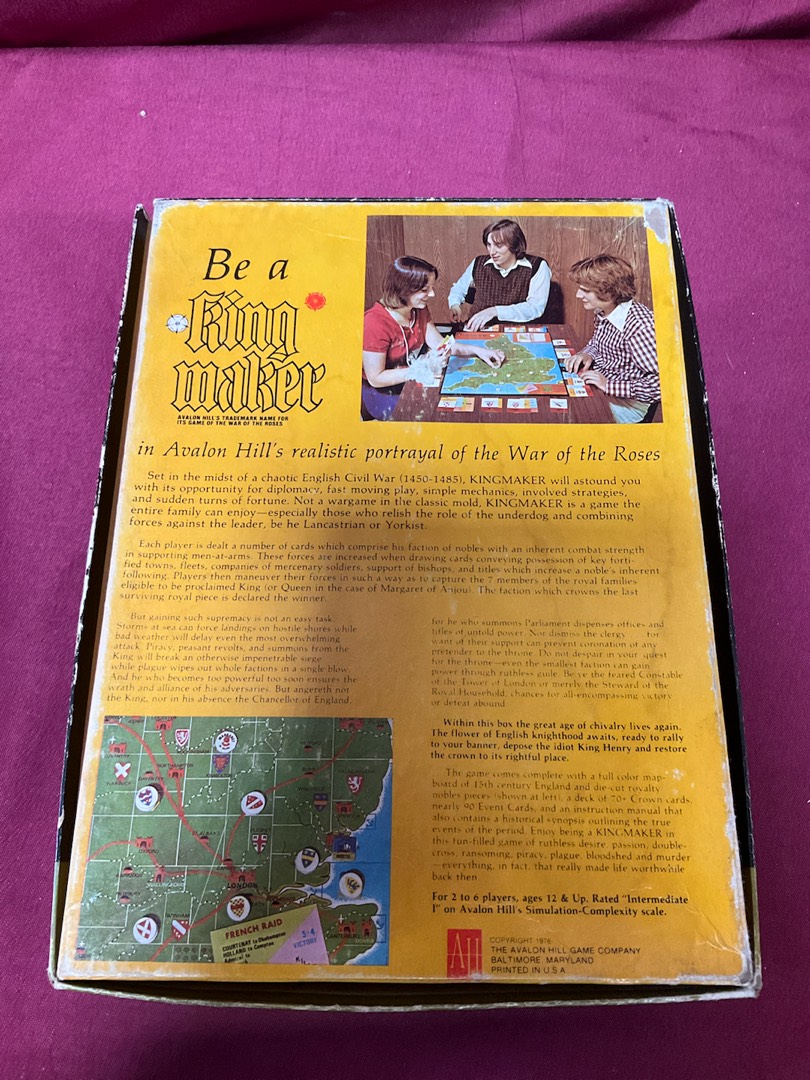 Be a
King
maker
AVALON HILL'S TRADEMARK NAME FOR
ITS GAME OF THE WAR OF THE ROSES
in Avalon Hill's realistic portrayal of the War of the Roses
Set in the midst of a chaotic English Civil War (1450-1485), KINGMAKER will astound you
with its opportunity for diplomacy, fast moving play, simple mechanics, involved strategies,
and sudden turns of fortune. Not a wargame in the classic mold, KINGMAKER is a game the
entire family can enjoy—especially those who relish the role of the underdog and combining
forces against the leader, be he Lancastrian or Yorkist.
Each player is dealt a number of cards which comprise his faction of nobles with an inherent combat strength
in supporting men-at-arms. These forces are increased when drawing cards conveying possession of key forti-
fied towns, fleets, companies of mercenary soldiers, support of bishops, and titles which increase a noble's inherent
following. Players then maneuver their forces in such a way as to capture the 7 members of the royal families
eligible to be proclaimed King (or Queen in the case of Margaret of Anjou). The faction which crowns the last
surviving royal piece is declared the winner.
But gaining such supremacy is not an easy task.
Storms at sea can force landings on hostile shores while
bad weather will delay even the most overwhelming
attack. Piracy, peasant revolts, and summons from the
King will break an otherwise impenetrable siege
while plague wipes out whole factions in a single blow.
And he who becomes too powerful too soon ensures the
wrath and alliance of his adversaries. But angereth not
the King, nor in his absence the Chancellor of England,
for he who summons Parliament dispenses offices and
titles of untold power. Nor dismiss the clergy for
want of their support can prevent coronation of any
pretender to the throne. Do not despair in your quest
for the throne—even the smallest faction can gain
power through ruthless guile. Be ye the feared Constable
of the Tower of London or merely the Steward of the
Royal Household, chances for all-encompassing victory
or defeat abound.
Within this box the great age of chivalry lives again.
The flower of English knighthood awaits, ready to rally
to your banner, depose the idiot King Henry and restore
the crown to its rightful place.
The game comes complete with a full color map-
board of 15th century England and die-cut royalty
nobles pieces (shown at left), a deck of 70+ Crown cards,
nearly 90 Event Cards, and an instruction manual that
also contains a historical synopsis outlining the true
events of the period. Enjoy being a KINGMAKER in
this fun-filled game of ruthless desire, passion, double-
cross, ransoming, piracy, plague, bloodshed and murder
—everything, in fact, that really made life worthwhile
back then.
For 2 to 6 players, ages 12 & Up. Rated "Intermediate
I" on Avalon Hill's Simulation-Complexity scale.
OXFORD
LONDON
FRENCH RAID
COURTENAY to Okehampton
HOLLAND to Compton
Admiral to
3-4
VICTORY
AH
COPYRIGHT 1976
THE AVALON HILL GAME COMPANY
BALTIMORE, MARYLAND
PRINTED IN U.S.A